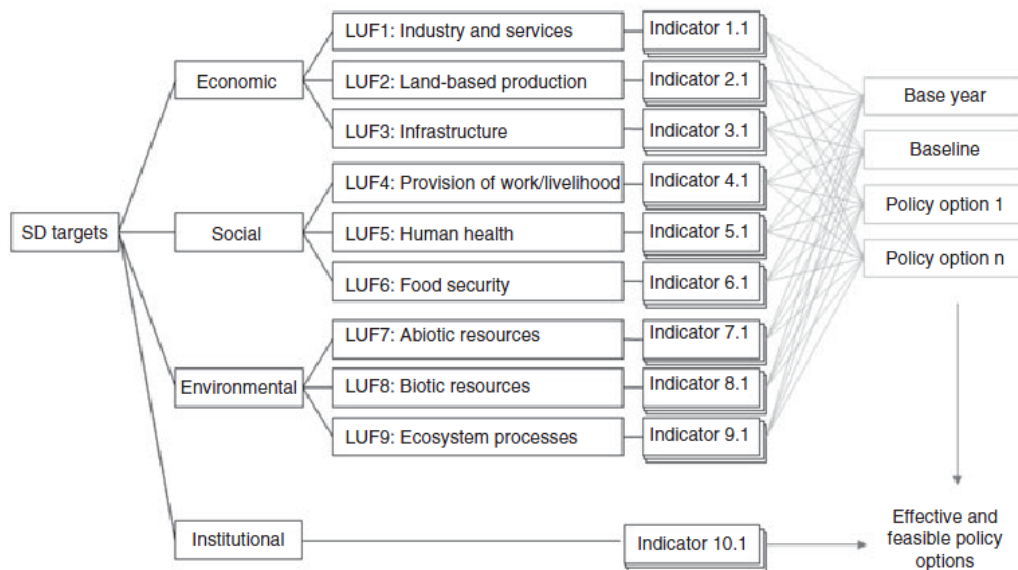 SD targets
Economic
Social
Environmental
Institutional
LUF1: Industry and services
LUF2: Land-based production
LUF3: Infrastructure
LUF4: Provision of work/livelihood
LUF5: Human health
LUF6: Food security
LUF7: Abiotic resources
LUF8: Biotic resources
LUF9: Ecosystem processes
Indicator 1.1
Indicator 2.1
Indicator 3.1
Indicator 4.1
Indicator 5.1
Indicator 6.1
Indicator 7.1
Indicator 8.1
Indicator 9.1
Indicator 10.1
Base year
Baseline
Policy option 1
Policy option n
Effective and
feasible policy
options